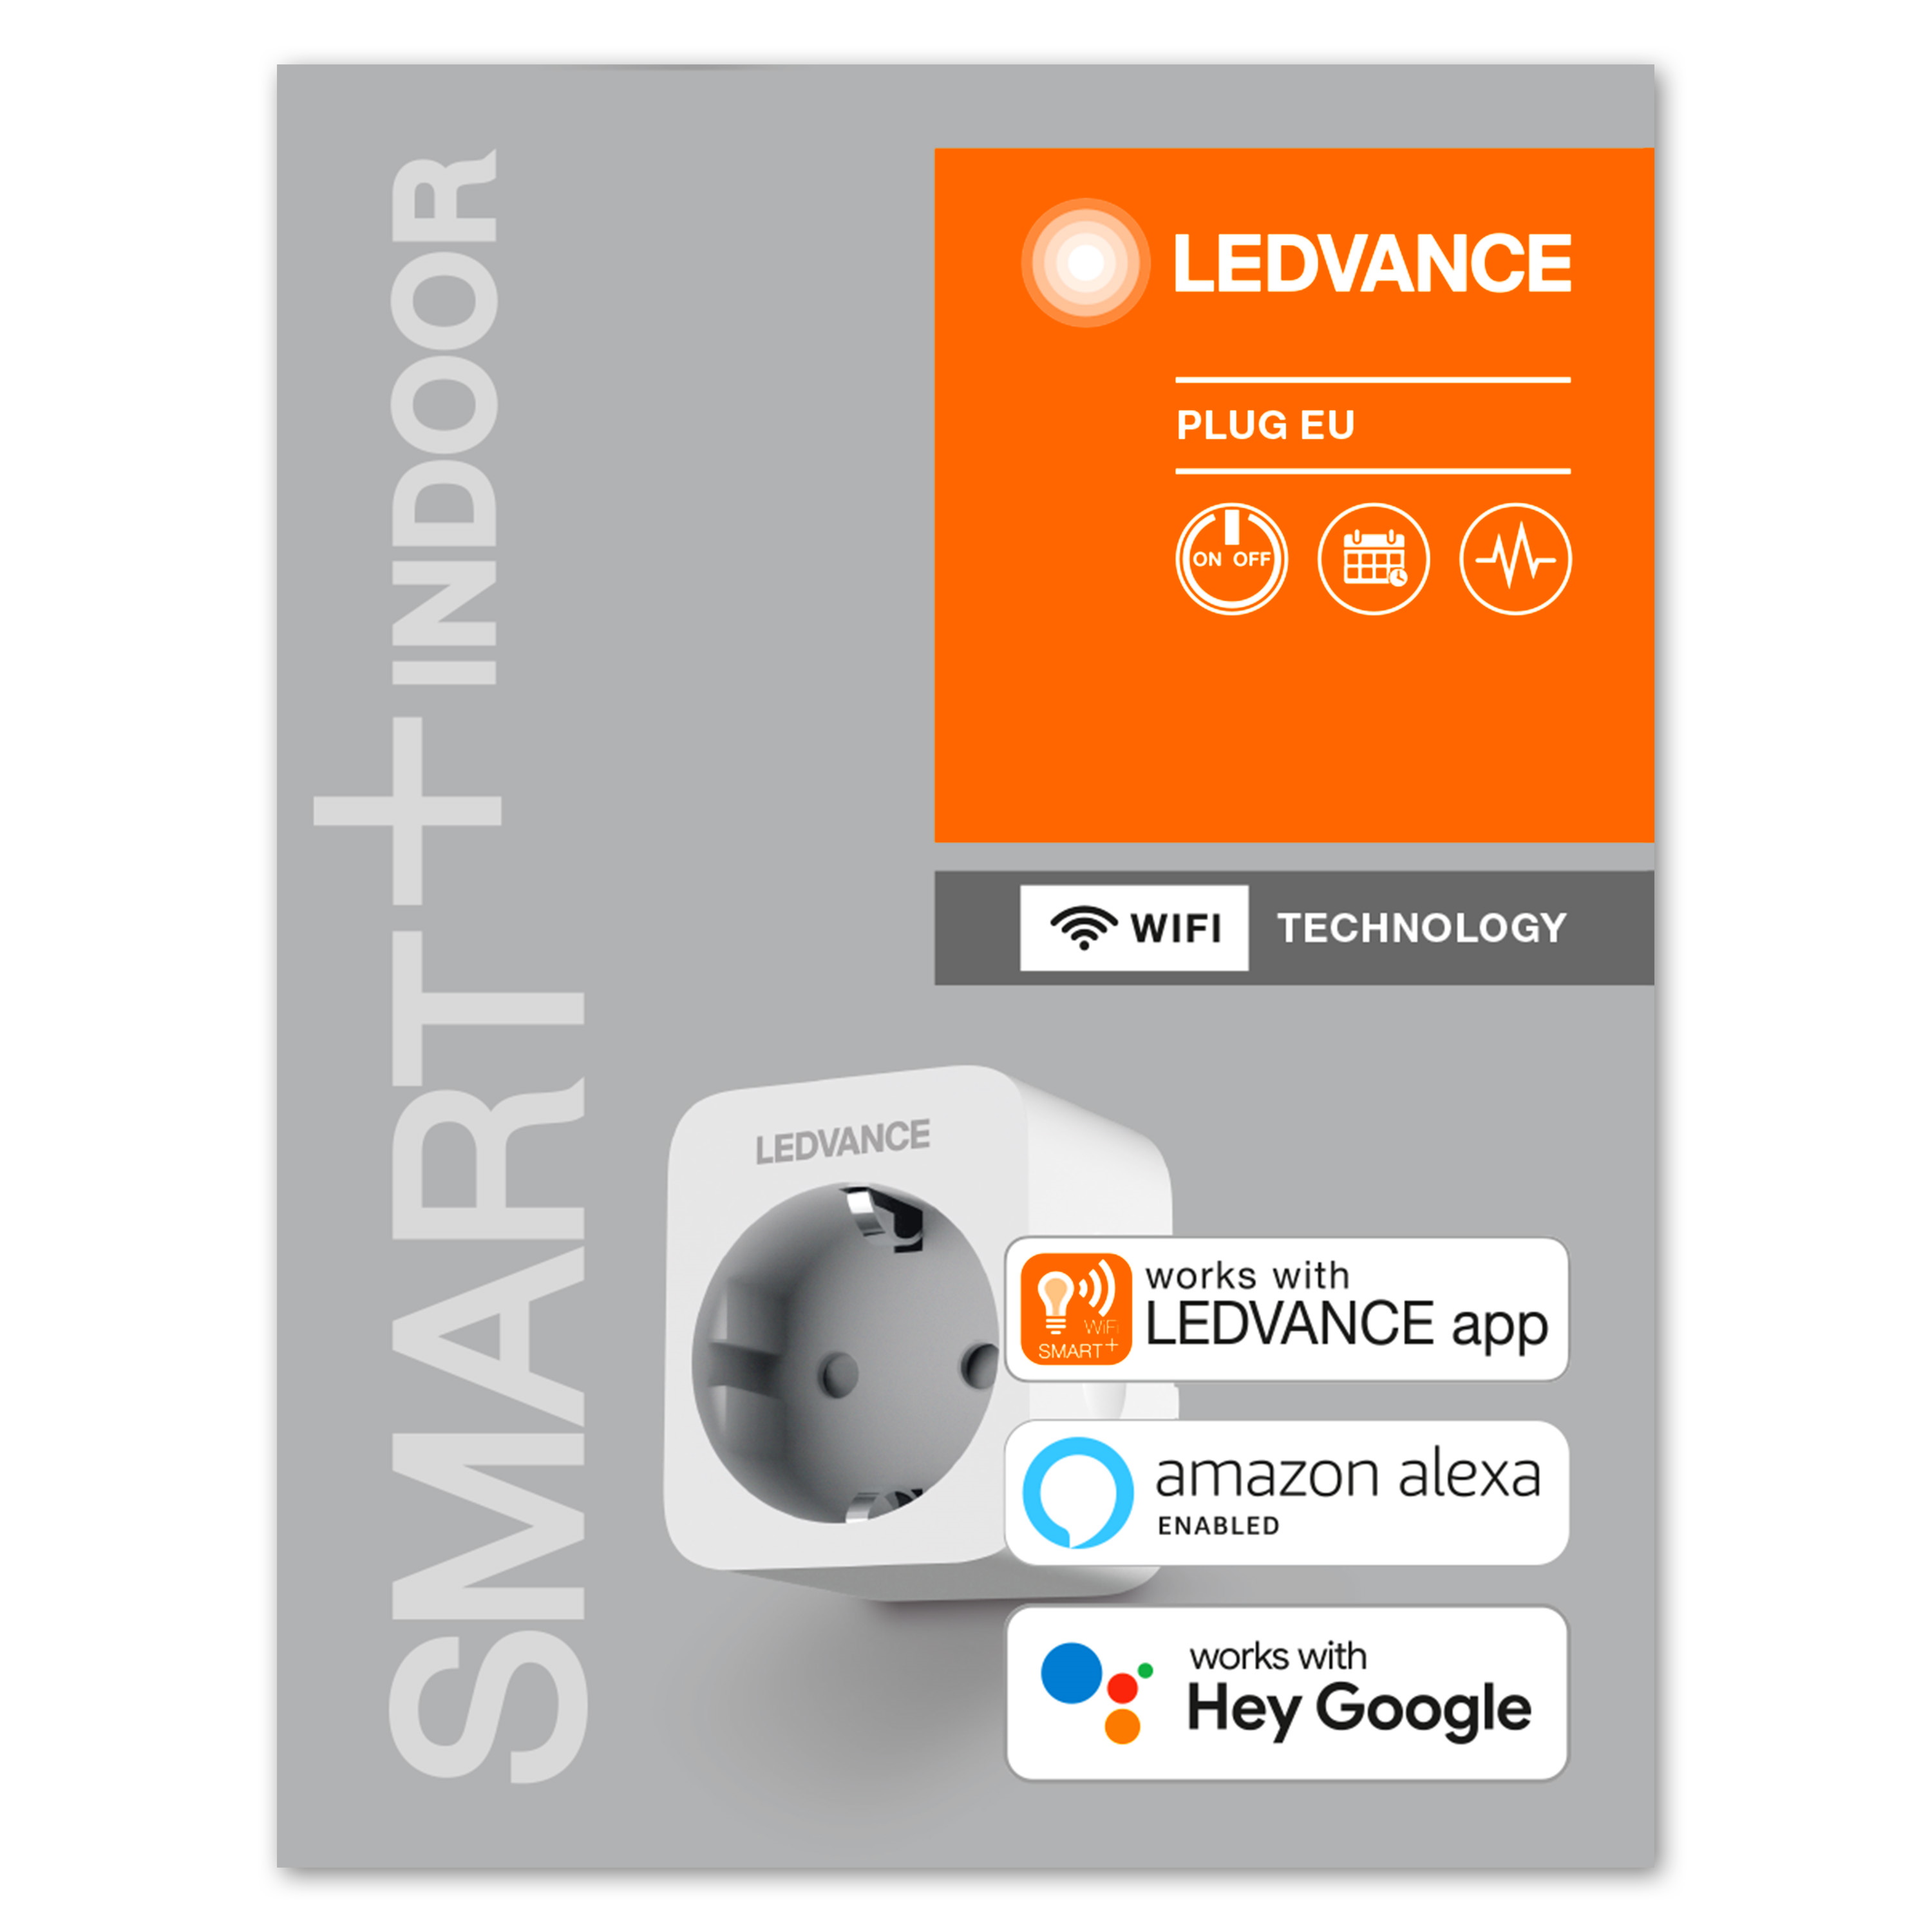 SMART+ INDOOR
LEDVANCE
PLUG EU
ON OFF
WIFI TECHNOLOGY
LEDVANCE
WiFi
SMART+
works with
LEDVANCE app
amazon alexa
ENABLED
works with
Hey Google